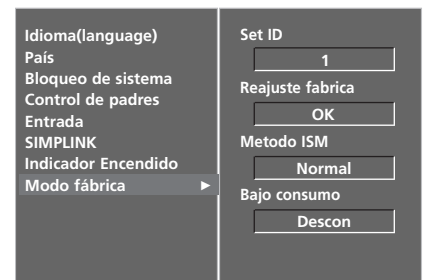 Idioma(language)
País
Bloqueo de sistema
Control de padres
Entrada
SIMPLINK
Indicador Encendido
Modo fábrica ►
Set ID
1
Reajuste fabrica
OK
Metodo ISM
Normal
Bajo consumo
Descon